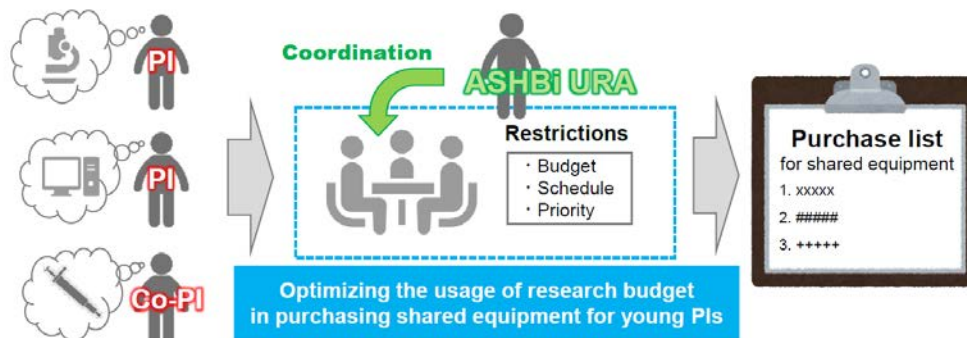 PI
PI
Co-PI
Coordination
ASHBi URA
Restrictions
・Budget
・Schedule
・Priority
Optimizing the usage of research budget
in purchasing shared equipment for young PIs
Purchase list
for shared equipment
1. xxxxx
2. #####
3. +++++